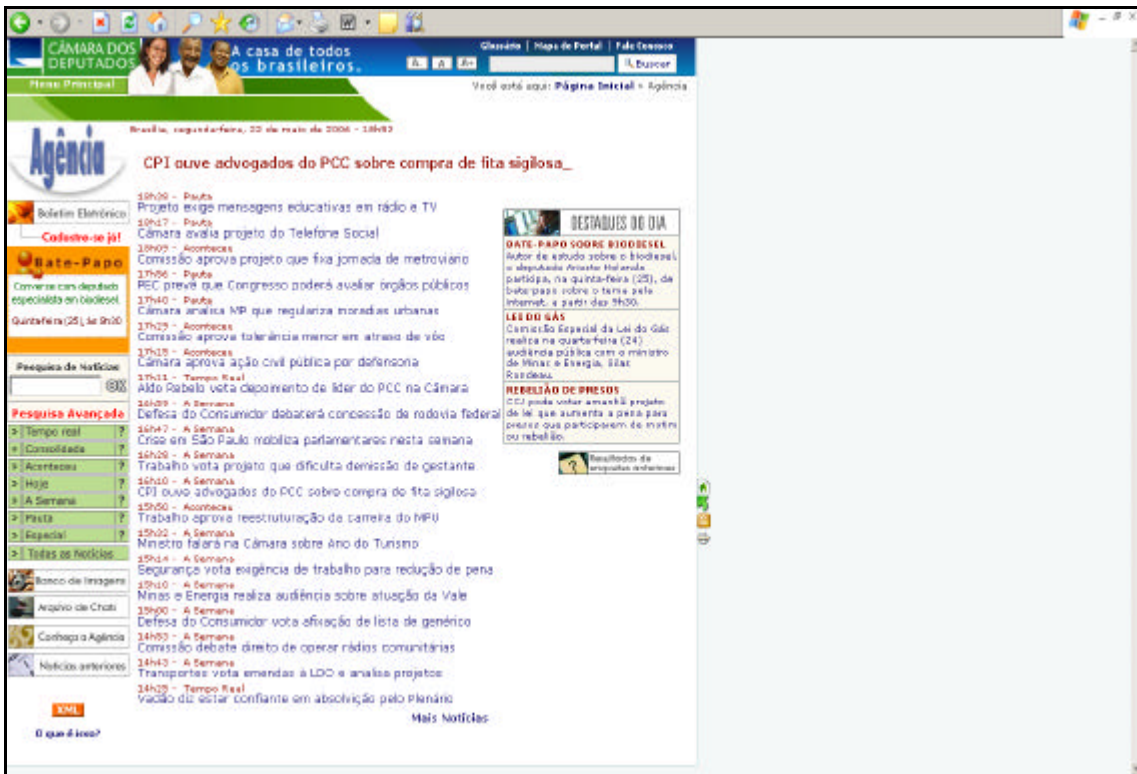 CÂMARA DOS DEPUTADOS
A casa de todos os brasileiros.
Glossário | Mapa do Portal | Fale Conosco
A- A A+ Buscar
Menu Principal
Você está aqui: Página Inicial > Agência
Brasília, segunda-feira, 22 de maio de 2006 -
Agência
CPI ouve advogados do PCC sobre compra de fita sigilosa_
Boletim Eletrônico
Cadastre-se já!
Bate-Papo
Converse com deputado
especialista em biodiesel.
Quinta-feira (25), às 9h30
Pesquisa de Notícias
OK
Pesquisa Avançada
> Tempo real ?
> Consolidada ?
> Aconteceu ?
> Hoje ?
> A Semana ?
> Pauta ?
> Especial ?
> Todas as Notícias
Banco de Imagens
Arquivo de Chats
Conheça a Agência
Notícias anteriores
XML
O que é isso?
Pauta
Projeto exige mensagens educativas em rádio e TV
18h17 - Pauta
Câmara avalia projeto do Telefone Social
Aconteceu
Comissão aprova projeto que fixa jornada de metroviário
Pauta
PEC prevê que Congresso poderá avaliar órgãos públicos
17h40 - Pauta
Câmara analisa MP que regulariza moradias urbanas
Aconteceu
Comissão aprova tolerância menor em atraso de vôo
Aconteceu
Câmara aprova ação civil pública por defensoria
17h11 - Tempo Real
Aldo Rebelo veta depoimento de líder do PCC na Câmara
A Semana
Defesa do Consumidor debaterá concessão de rodovia federal
16h47 - A Semana
Crise em São Paulo mobiliza parlamentares nesta semana
A Semana
Trabalho vota projeto que dificulta demissão de gestante
16h10 - A Semana
CPI ouve advogados do PCC sobre compra de fita sigilosa
Aconteceu
Trabalho aprova reestruturação da carreira do MPU
A Semana
Ministro falará na Câmara sobre Ano do Turismo
15h14 - A Semana
Segurança vota exigência de trabalho para redução de pena
15h10 - A Semana
Minas e Energia realiza audiência sobre atuação da Vale
15h00 - A Semana
Defesa do Consumidor vota afixação de lista de genérico
A Semana
Comissão debate direito de operar rádios comunitárias
14h43 - A Semana
Transportes vota emendas à LDO e analisa projetos
Tempo Real
Vadão diz estar confiante em absolvição pelo Plenário
Mais Notícias
DESTAQUES DO DIA
BATE-PAPO SOBRE BIODIESEL
Autor de estudo sobre o biodiesel,
o deputado Ariosto Holanda
participa, na quinta-feira (25), de
bate-papo sobre o tema pela
Internet, a partir das 9h30.
LEI DO GÁS
Comissão Especial da Lei do Gás
realiza na quarta-feira (24)
audiência pública com o ministro
de Minas e Energia, Silas
Rondeau.
REBELIÃO DE PRESOS
CCJ pode votar amanhã projeto
de lei que aumenta a pena para
presos que participarem de motim
ou rebelião.
Resultados de
enquetes anteriores